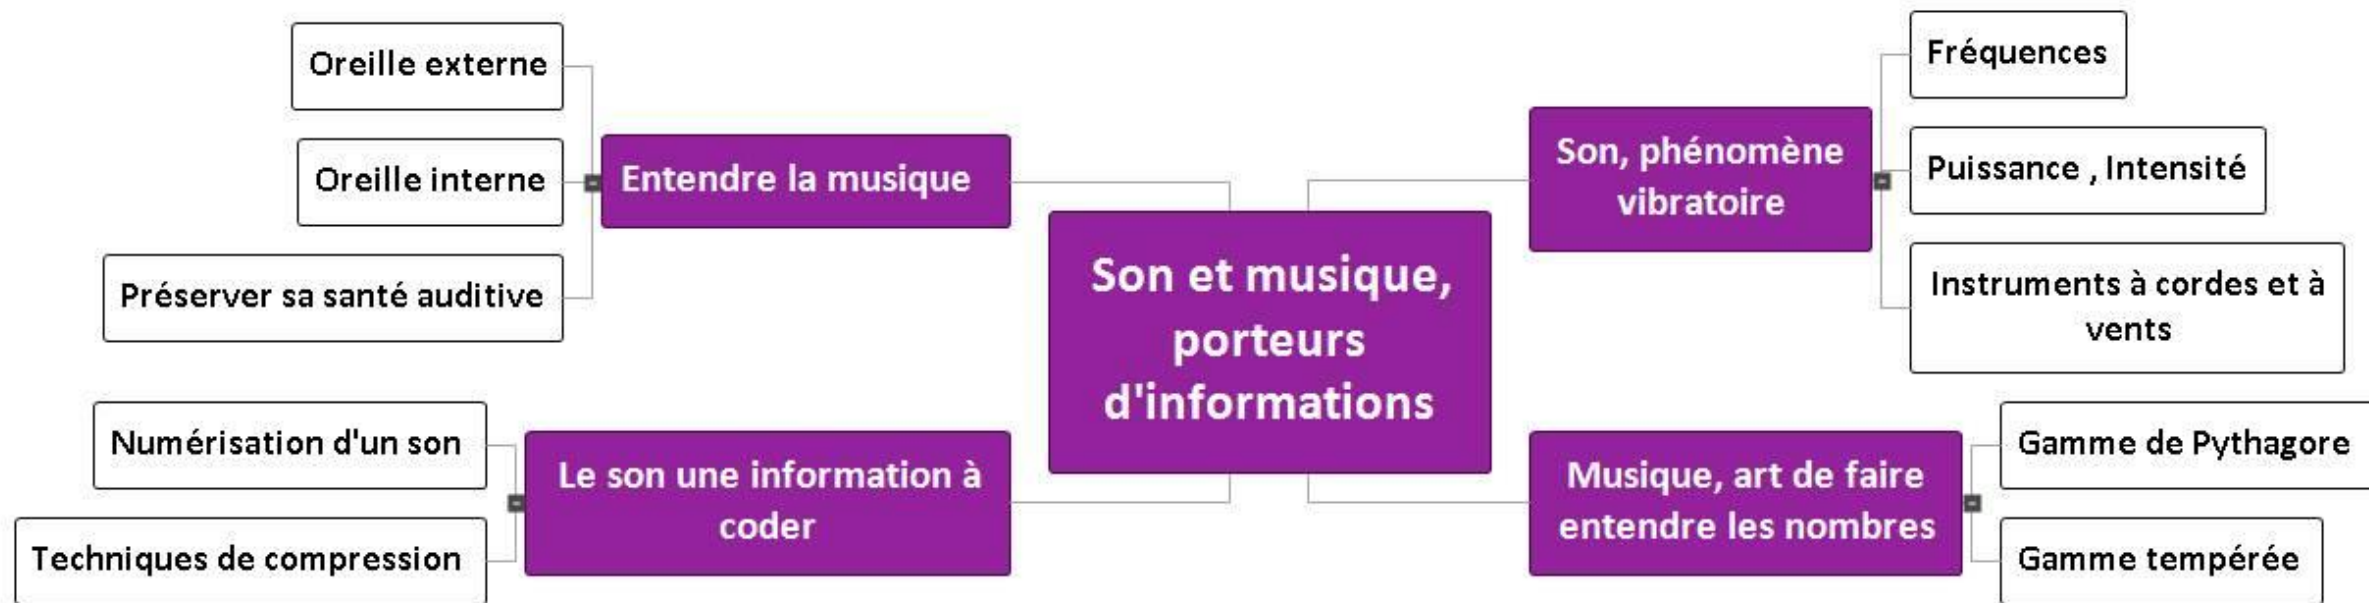 Son et musique,
porteurs
d'informations
Entendre la musique
Oreille externe
Oreille interne
Préserver sa santé auditive
Le son une information à
coder
Numérisation d'un son
Techniques de compression
Son, phénomène
vibratoire
Fréquences
Puissance , Intensité
Instruments à cordes et à
vents
Musique, art de faire
entendre les nombres
Gamme de Pythagore
Gamme tempérée